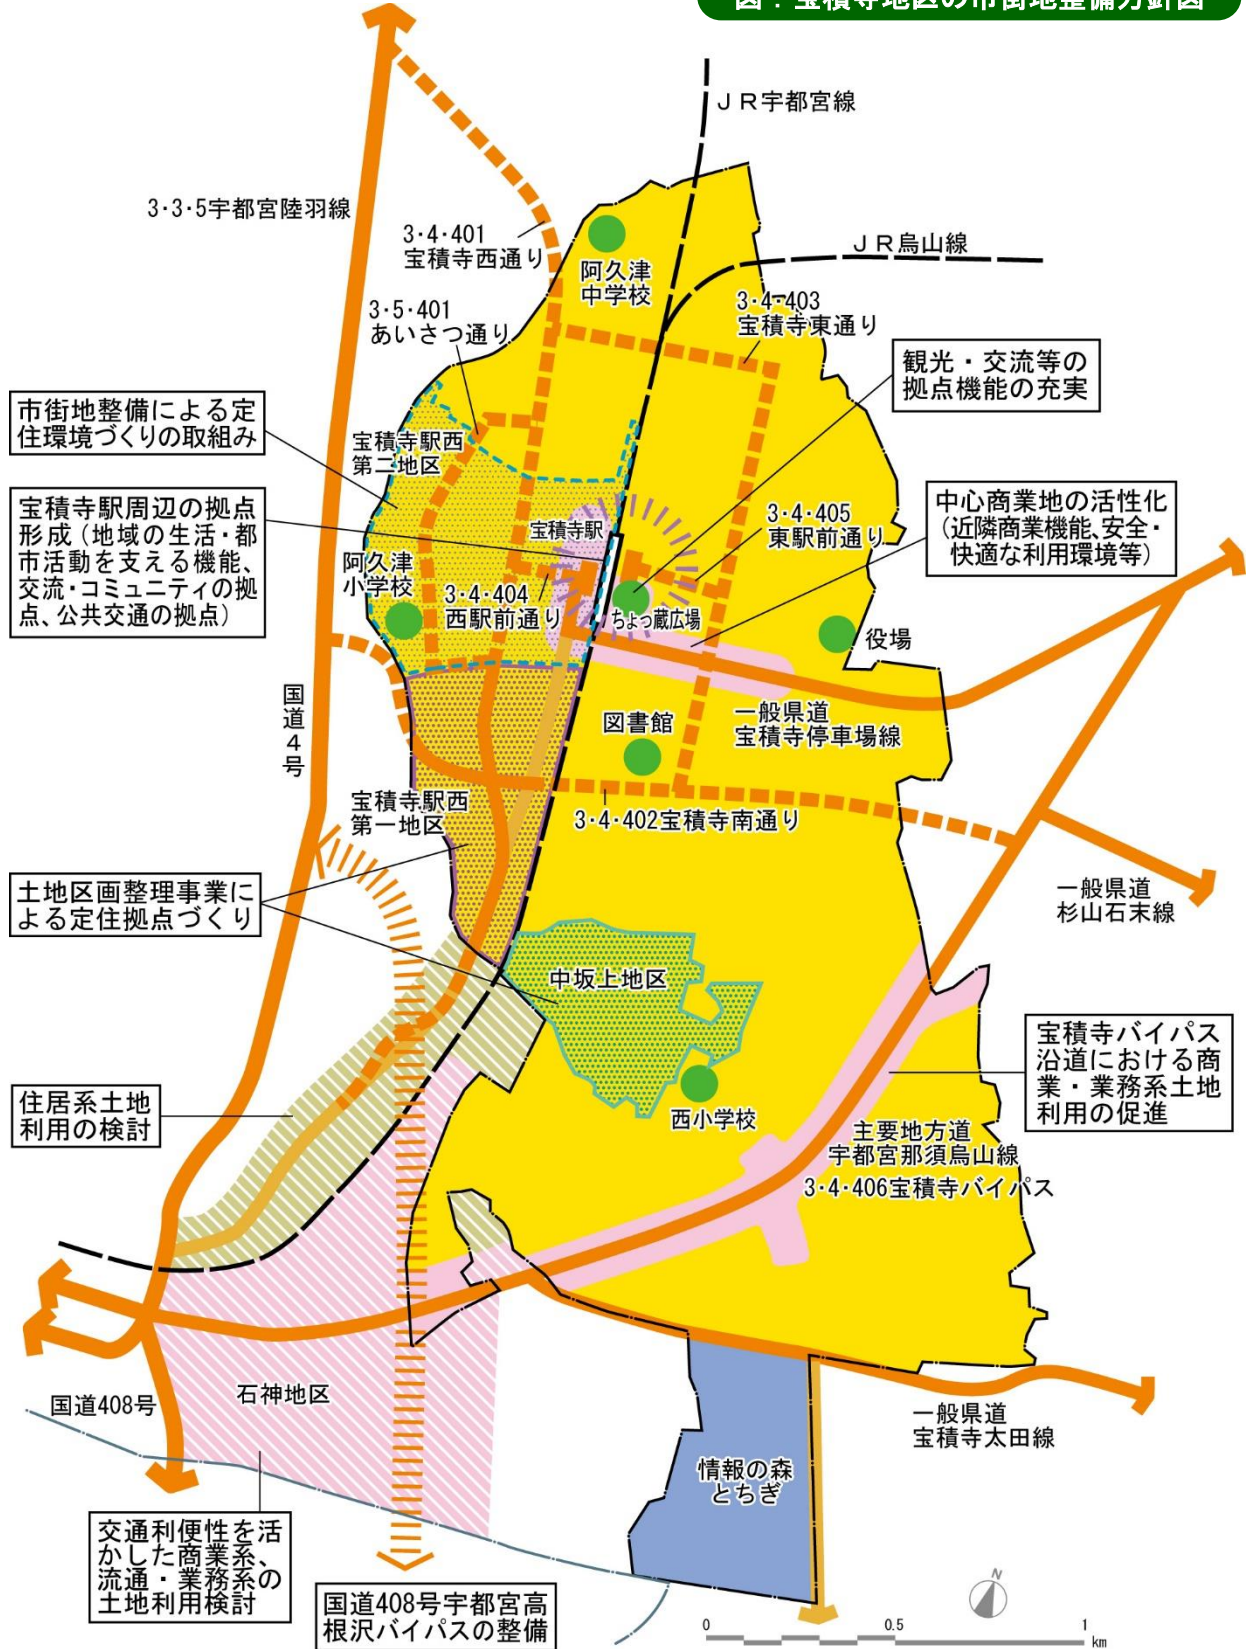 図：宝積寺地区の市街地整備方針図
ＪＲ宇都宮線
3・3・5宇都宮陸羽線
3・4・401
宝積寺西通り
阿久津
中学校
ＪＲ烏山線
3・5・401
あいさつ通り
3・4・403
宝積寺東通り
観光・交流等の
拠点機能の充実
市街地整備による定
住環境づくりの取組み
宝積寺駅西
第二地区
宝積寺駅周辺の拠点
形成（地域の生活・都
市活動を支える機能、
交流・コミュニティの拠
点、公共交通の拠点）
宝積寺駅
3・4・405
東駅前通り
中心商業地の活性化
（近隣商業機能、安全・
快適な利用環境等）
阿久津
小学校
3・4・404
西駅前通り
ちょっ蔵広場
役場
国道４号
図書館
一般県道
宝積寺停車場線
宝積寺駅西
第一地区
3・4・402宝積寺南通り
土地区画整理事業に
よる定住拠点づくり
一般県道
杉山石末線
中坂上地区
宝積寺バイパス
沿道における商
業・業務系土地
利用の促進
住居系土地
利用の検討
西小学校
主要地方道
宇都宮那須烏山線
3・4・406宝積寺バイパス
石神地区
国道408号
一般県道
宝積寺太田線
情報の森
とちぎ
交通利便性を活
かした商業系、
流通・業務系の
土地利用検討
国道408号宇都宮高
根沢バイパスの整備
N
0 0.5 1
km